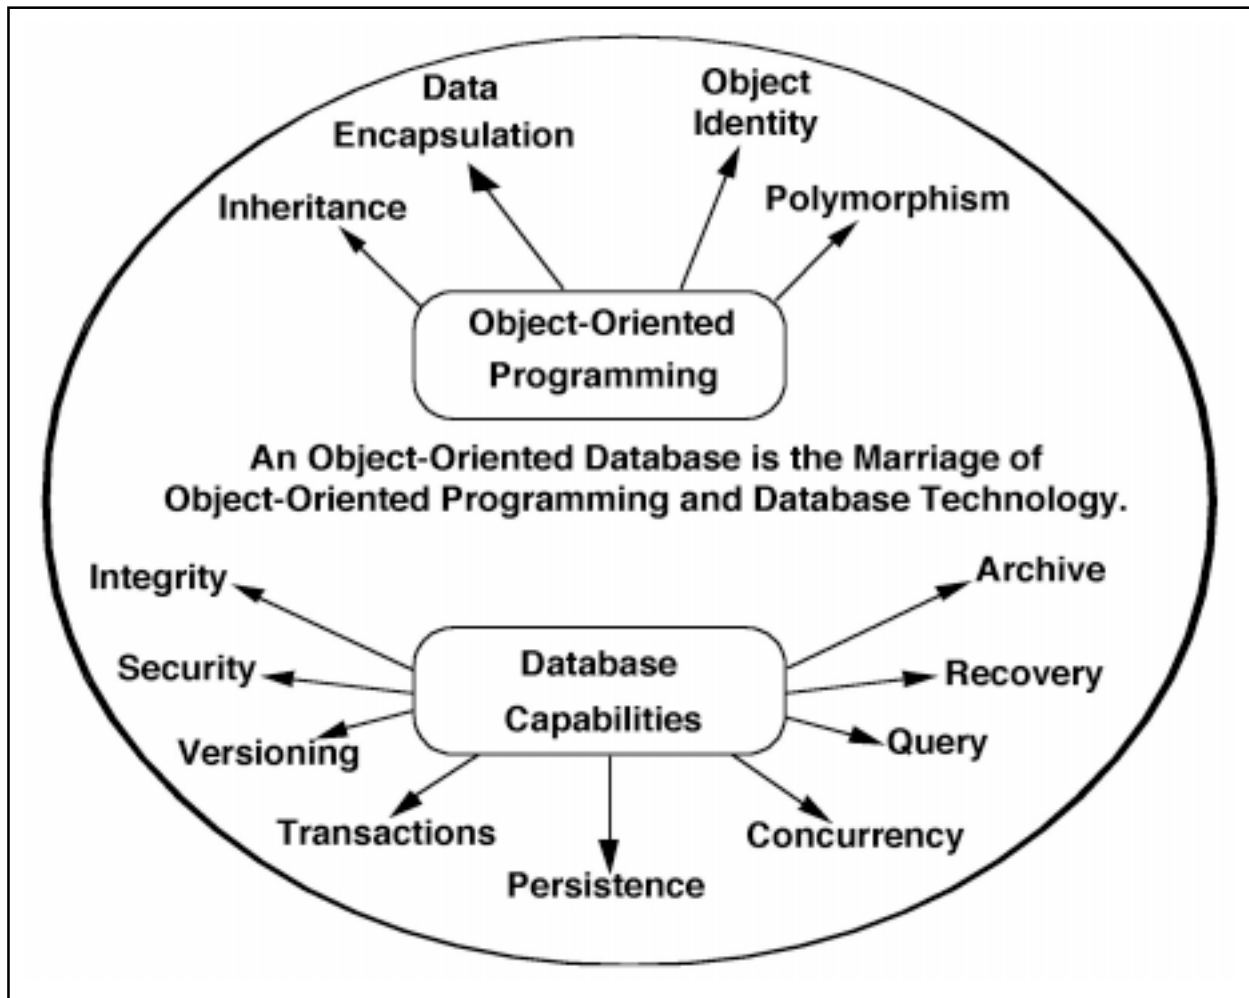 Data
Encapsulation
Object
Identity
Inheritance
Polymorphism
Object-Oriented
Programming
An Object-Oriented Database is the Marriage of
Object-Oriented Programming and Database Technology.
Integrity
Archive
Database
Capabilities
Security
Recovery
Versioning
Query
Transactions
Concurrency
Persistence